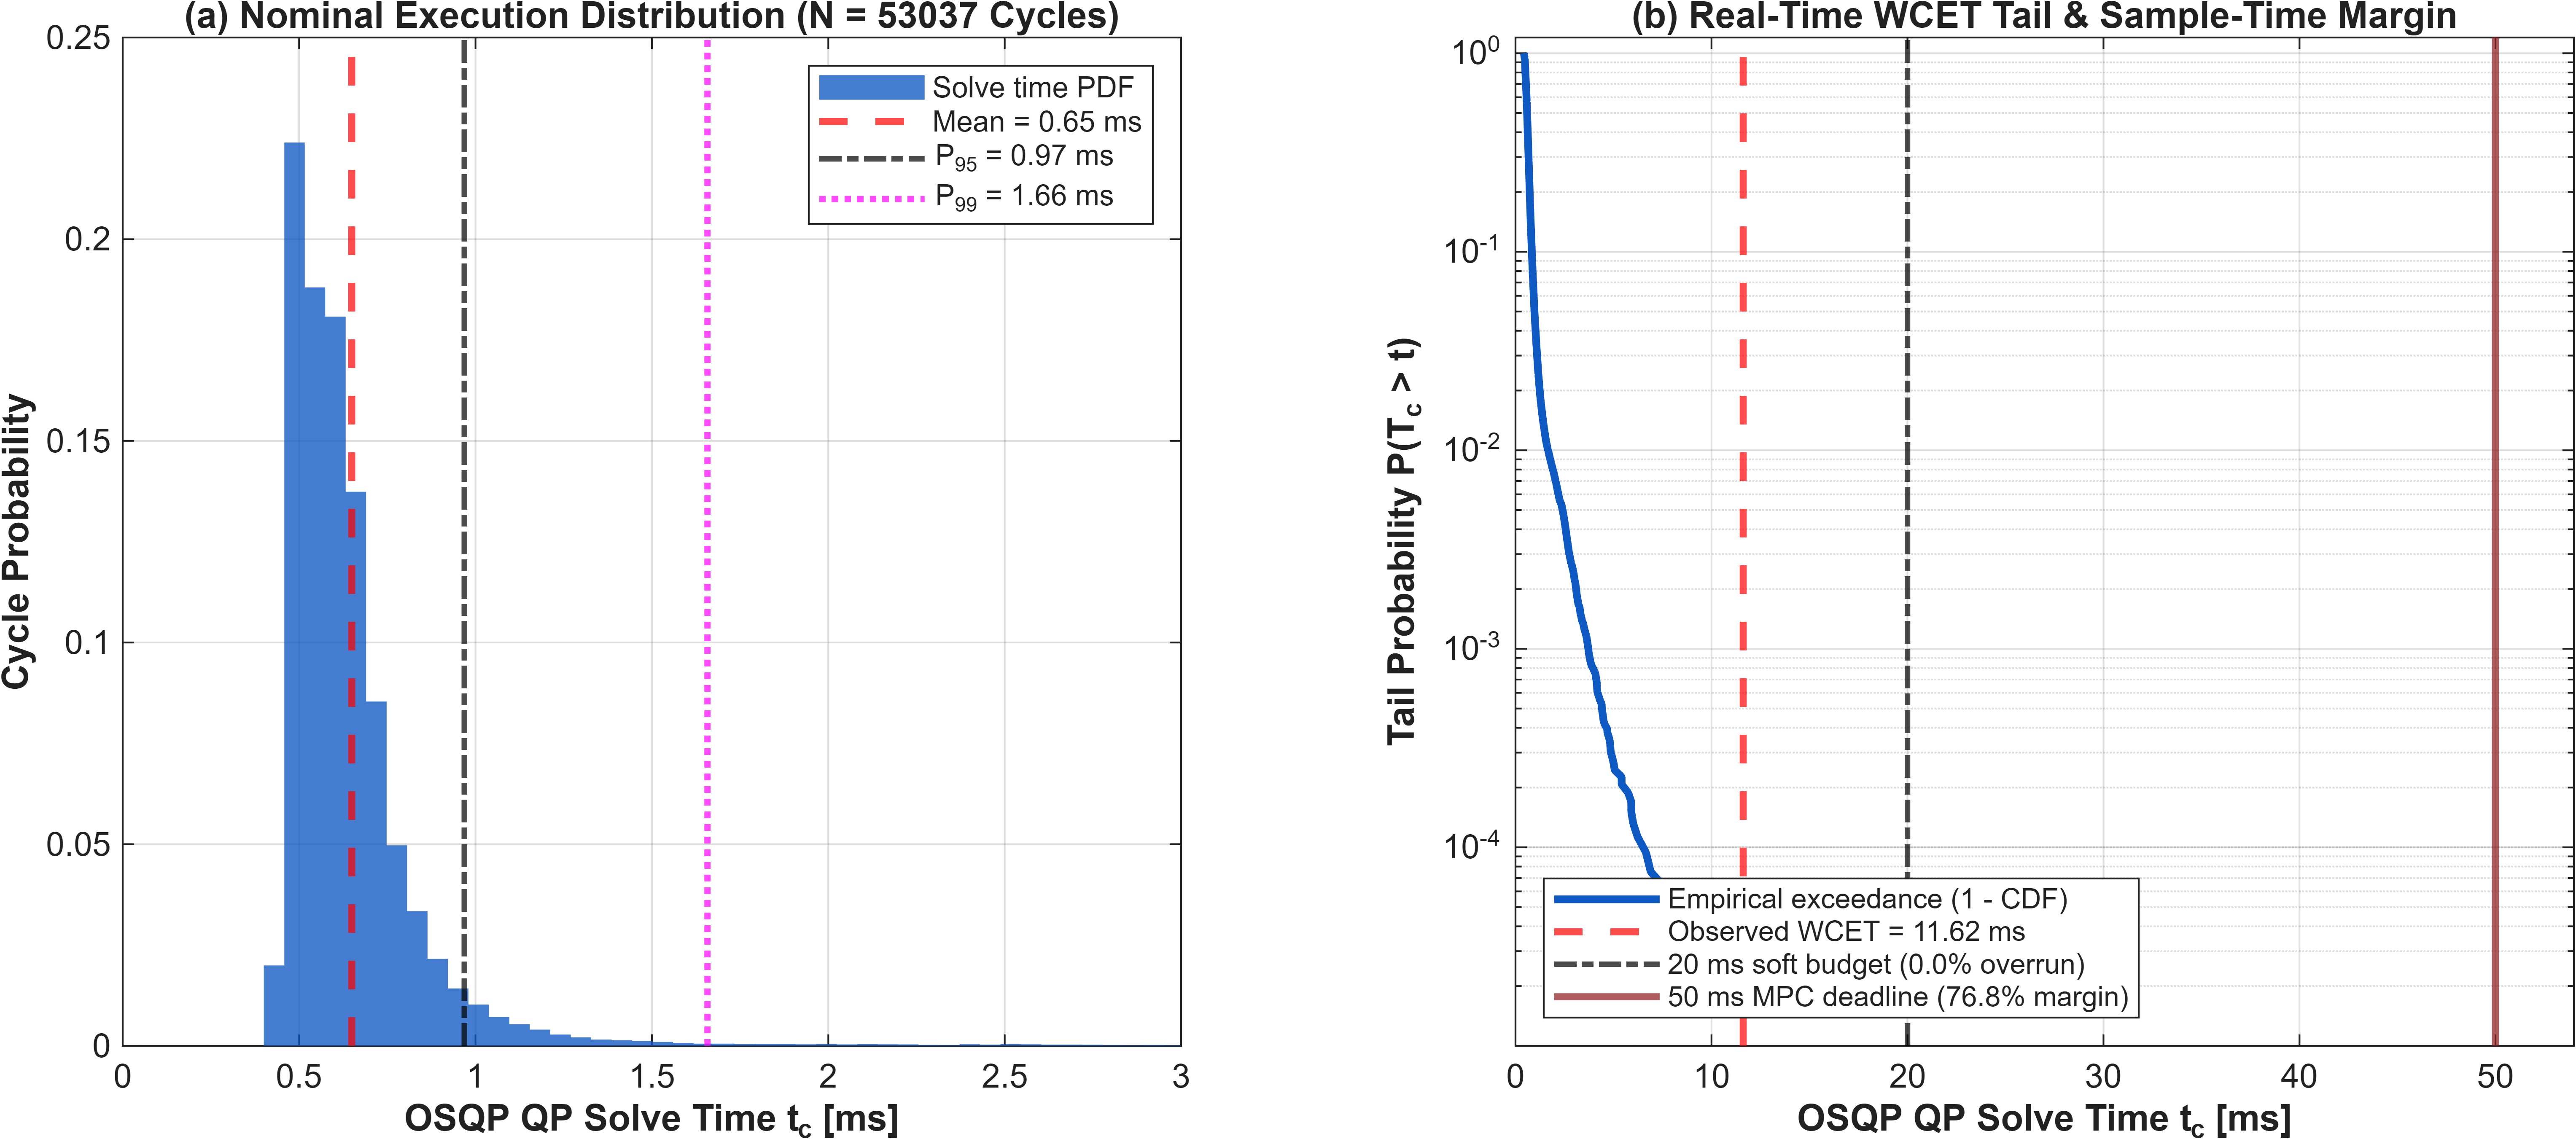 (a) Nominal Execution Distribution (N = 53037 Cycles)
0.25
0.2
0.15
0.1
0.05
0
Cycle Probability
Solve time PDF
Mean = 0.65 ms
P95 = 0.97 ms
P99 = 1.66 ms
0 0.5 1 1.5 2 2.5 3
OSQP QP Solve Time tc [ms]
(b) Real-Time WCET Tail & Sample-Time Margin
10^0
10^-1
10^-2
10^-3
10^-4
Tail Probability P(Tc > t)
Empirical exceedance (1 - CDF)
Observed WCET = 11.62 ms
20 ms soft budget (0.0% overrun)
50 ms MPC deadline (76.8% margin)
0 10 20 30 40 50
OSQP QP Solve Time tc [ms]